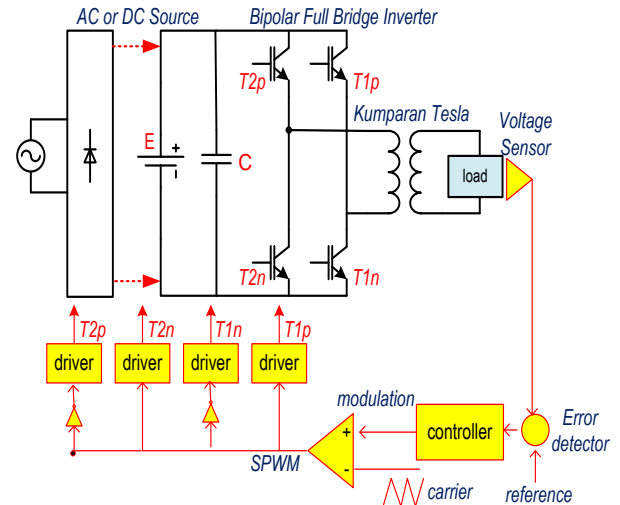 AC or DC Source
Bipolar Full Bridge Inverter
T2p
T1p
Kumparan Tesla
Voltage
Sensor
E
+
-
C
load
T2n
T1n
T2p
T2n
T1n
T1p
driver
driver
driver
driver
modulation
controller
Error
detector
+
-
SPWM
carrier
reference